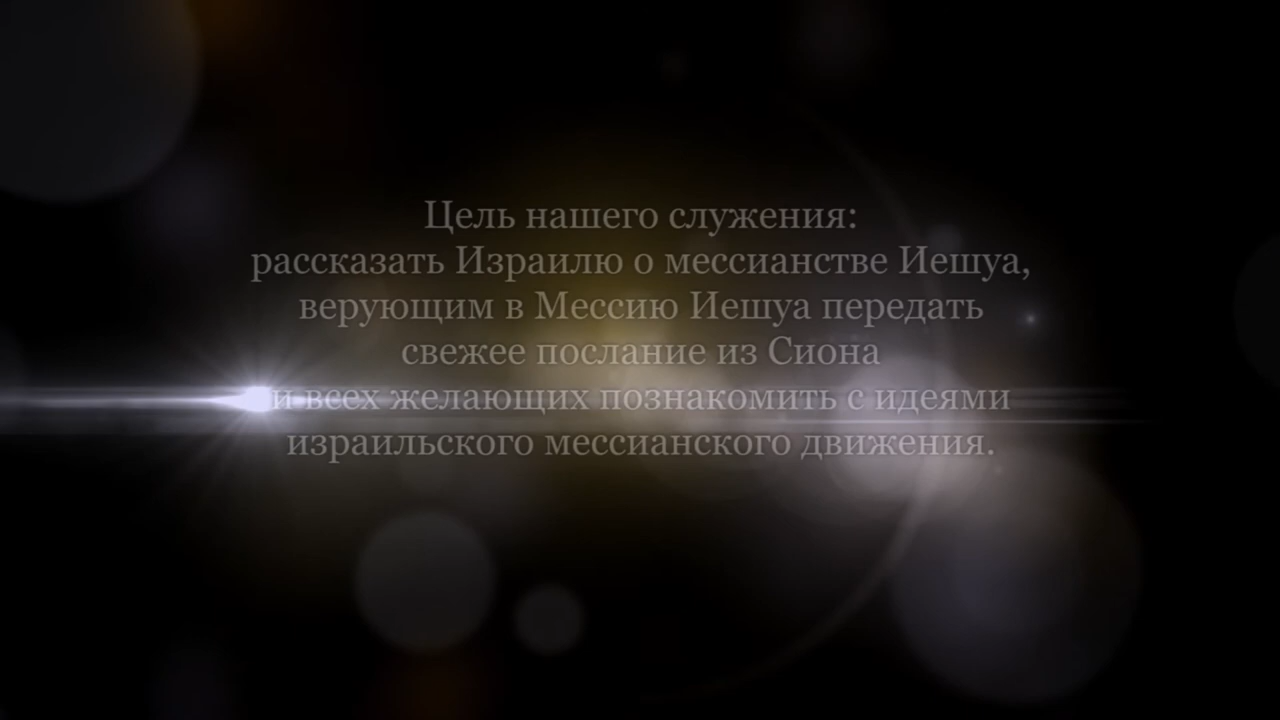 Цель нашего служения:
рассказать Израилю о мессианстве Иешуа,
верующим в Мессию Иешуа передать
свежее послание из Сиона
и всех желающих познакомить с идеями
израильского мессианского движения.